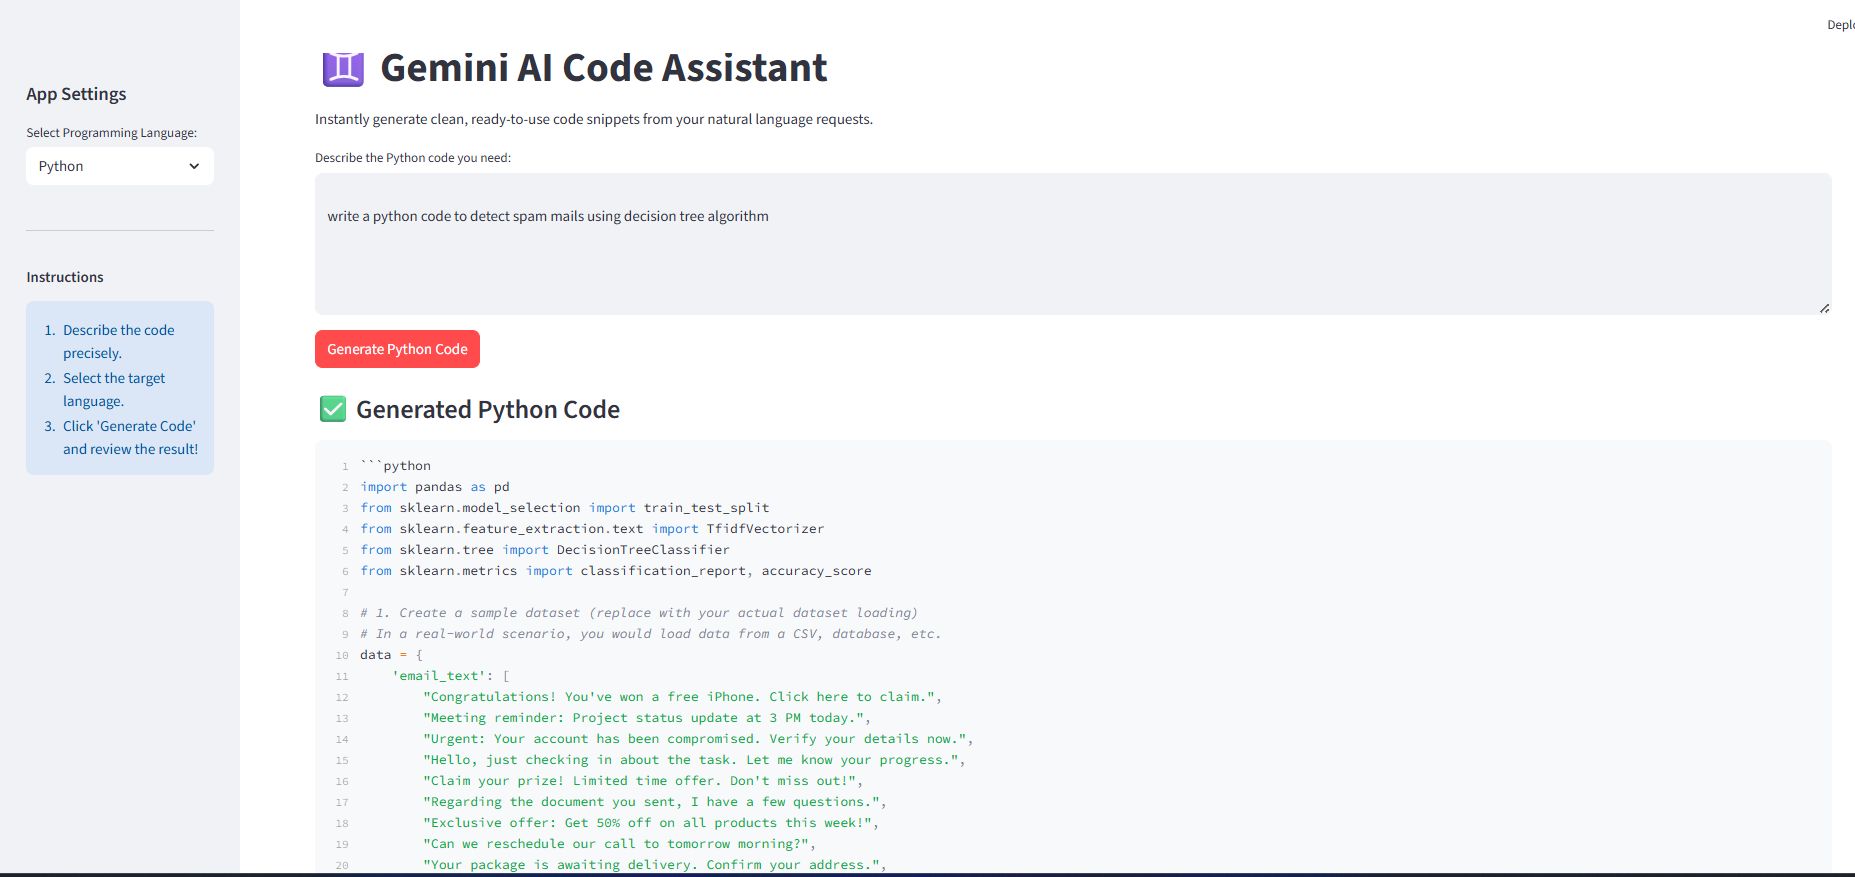 Deplo
App Settings
Select Programming Language:
Python
Instructions
1. Describe the code
precisely.
2. Select the target
language.
3. Click 'Generate Code'
and review the result!
Gemini AI Code Assistant
Instantly generate clean, ready-to-use code snippets from your natural language requests.
Describe the Python code you need:
write a python code to detect spam mails using decision tree algorithm
Generate Python Code
Generated Python Code
1 ```python
2 import pandas as pd
3 from sklearn.model_selection import train_test_split
4 from sklearn.feature_extraction.text import TfidfVectorizer
5 from sklearn.tree import DecisionTreeClassifier
6 from sklearn.metrics import classification_report, accuracy_score
7
8 # 1. Create a sample dataset (replace with your actual dataset loading)
9 # In a real-world scenario, you would load data from a CSV, database, etc.
10 data = {
11     'email_text': [
12         "Congratulations! You've won a free iPhone. Click here to claim.",
13         "Meeting reminder: Project status update at 3 PM today.",
14         "Urgent: Your account has been compromised. Verify your details now.",
15         "Hello, just checking in about the task. Let me know your progress.",
16         "Claim your prize! Limited time offer. Don't miss out!",
17         "Regarding the document you sent, I have a few questions.",
18         "Exclusive offer: Get 50% off on all products this week!",
19         "Can we reschedule our call to tomorrow morning?",
20         "Your package is awaiting delivery. Confirm your address.",